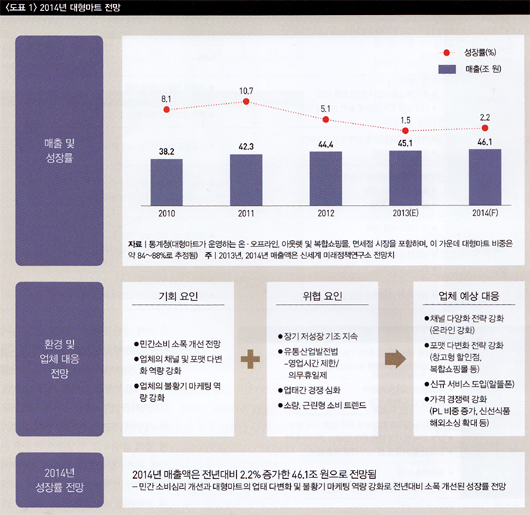 〈도표 1〉 2014년 대형마트 전망
매출 및
성장률
성장률(%)
매출(조 원)
8.1
10.7
5.1
1.5
2.2
38.2
42.3
44.4
45.1
46.1
2010
2011
2012
2013(E)
2014(F)
자료 | 통계청(대형마트가 운영하는 온·오프라인, 아웃렛 및 복합쇼핑몰, 면세점 시장을 포함하며, 이 가운데 대형마트 비중은
약 84~88%로 추정됨) 주 | 2013년, 2014년 매출액은 신세계 미래정책연구소 전망치
환경 및
업체 대응
전망
기회 요인
●민간소비 소폭 개선 전망
●업체의 채널 및 포맷 다변
화 역량 강화
●업체의 불황기 마케팅 역
량 강화
위협 요인
●장기 저성장 기조 지속
●유통산업발전법
-영업시간 제한/
의무휴일제
●업태간 경쟁 심화
●소량, 근린형 소비 트렌드
업체 예상 대응
●채널 다양화 전략 강화
(온라인 강화)
●포맷 다변화 전략 강화
(창고형 할인점,
복합쇼핑몰 등)
●신규 서비스 도입(알뜰폰)
●가격 경쟁력 강화
(PL 비중 증가, 신선식품
해외소싱 확대 등)
2014년
성장률 전망
2014년 매출액은 전년대비 2.2% 증가한 46.1조 원으로 전망됨
– 민간 소비심리 개선과 대형마트의 업태 다변화 및 불황기 마케팅 역량 강화로 전년대비 소폭 개선된 성장률 전망